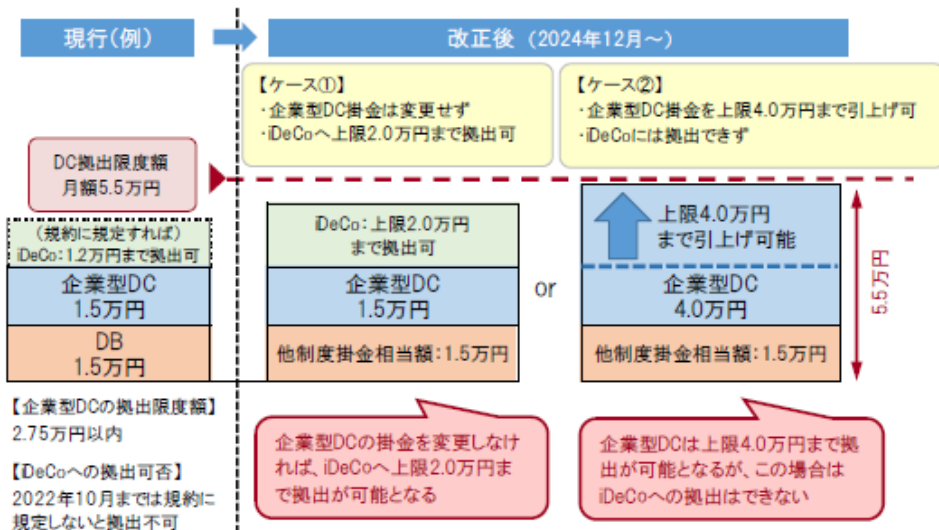 現行(例)
改正後 (2024年12月~)
【ケース①】
・企業型DC掛金は変更せず
・iDeCoへ上限2.0万円まで拠出可
【ケース②】
・企業型DC掛金を上限4.0万円まで引上げ可
・iDeCoには拠出できず
DC拠出限度額
月額5.5万円
(規約に規定すれば)
iDeCo:1.2万円まで拠出可
企業型DC
1.5万円
DB
1.5万円
iDeCo:上限2.0万円
まで拠出可
企業型DC
1.5万円
他制度掛金相当額:1.5万円
or
上限4.0万円
まで引上げ可能
企業型DC
4.0万円
他制度掛金相当額:1.5万円
5.5万円
【企業型DCの拠出限度額】
2.75万円以内
【iDeCoへの拠出可否】
2022年10月までは規約に
規定しないと拠出不可
企業型DCの掛金を変更しなけ
れば、iDeCoへ上限2.0万円ま
で拠出が可能となる
企業型DCは上限4.0万円まで拠
出が可能となるが、この場合は
iDeCoへの拠出はできない